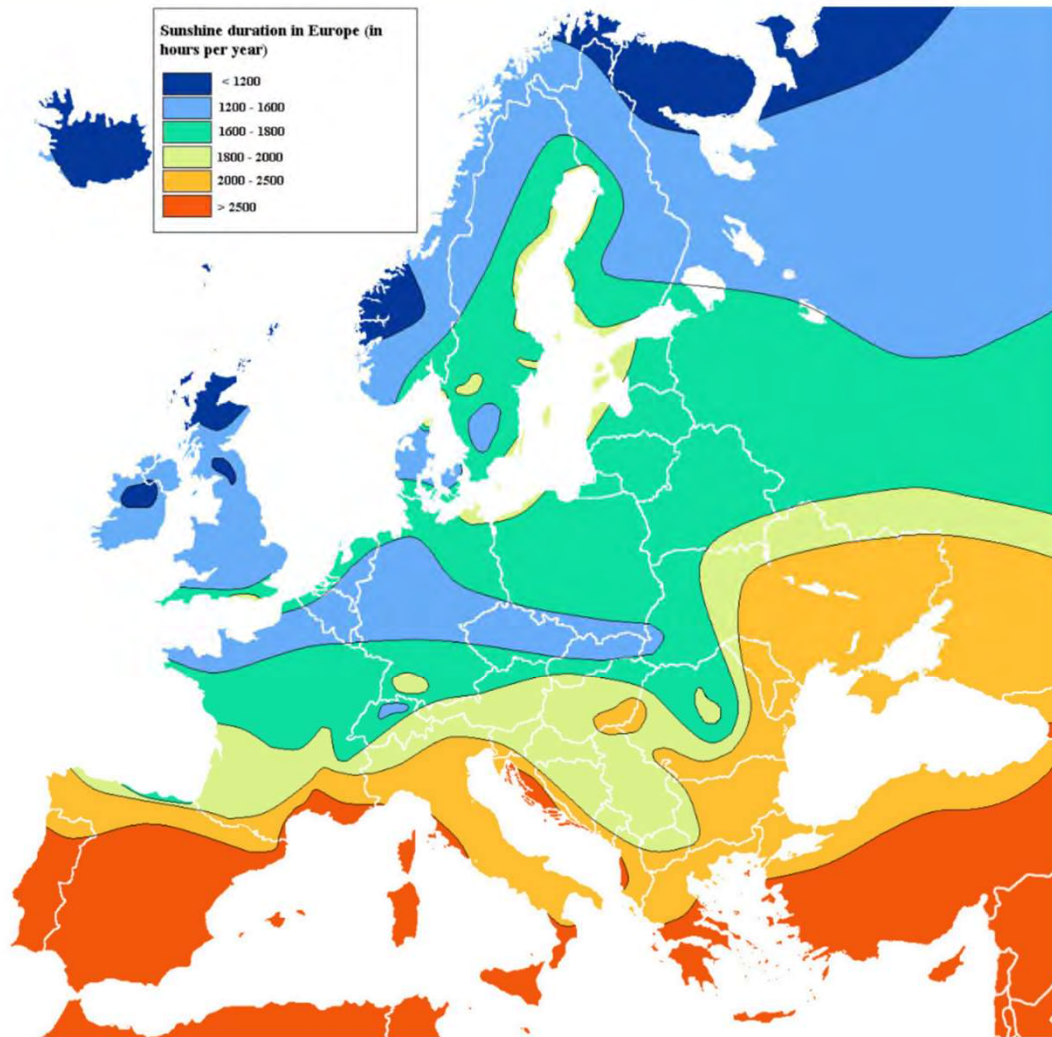 Sunshine duration in Europe (in
hours per year)
< 1200
1200 - 1600
1600 - 1800
1800 - 2000
2000 - 2500
> 2500